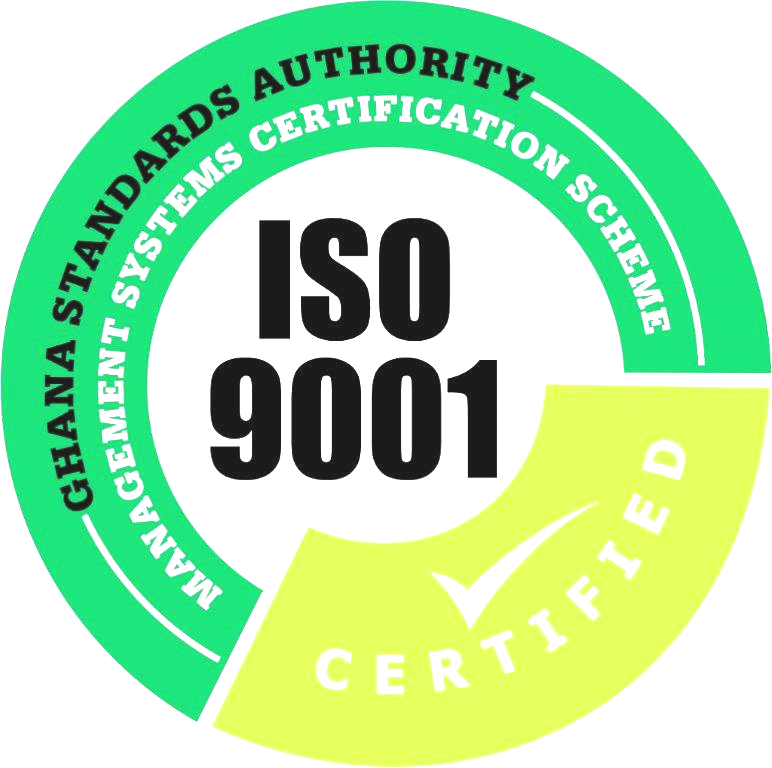 GHANA STANDARDS AUTHORITY
MANAGEMENT SYSTEMS CERTIFICATION SCHEME
ISO
9001
CERTIFIED